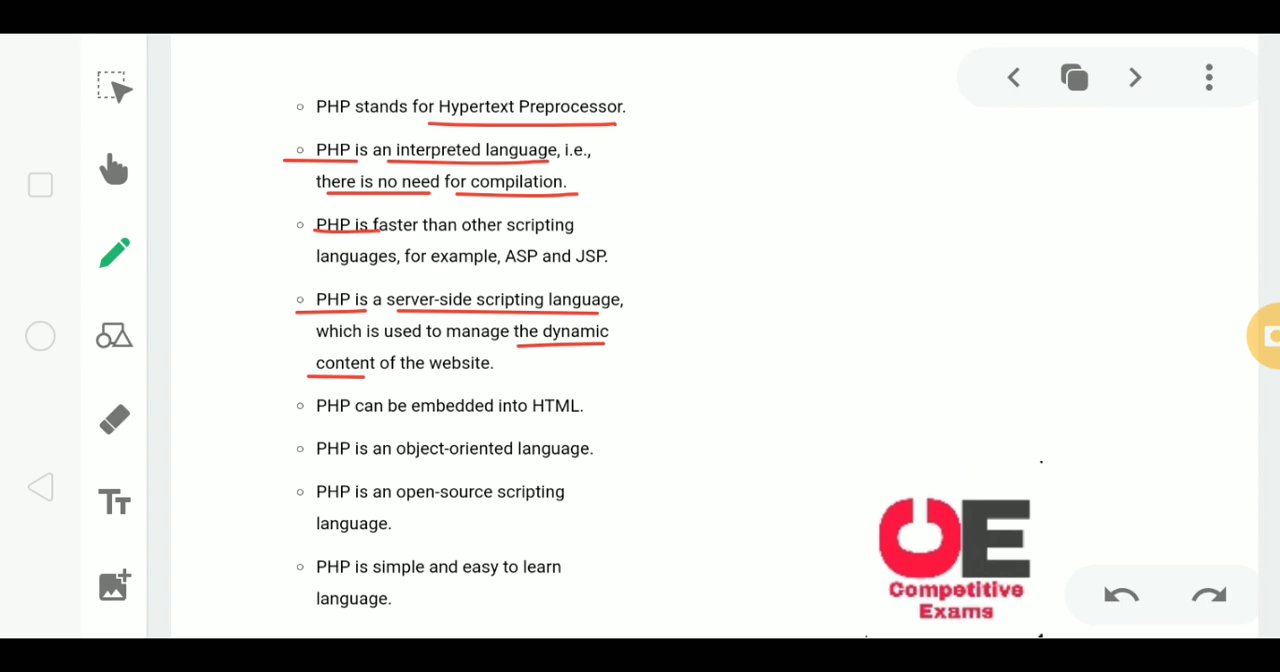 PHP stands for Hypertext Preprocessor.
PHP is an interpreted language, i.e.,
there is no need for compilation.
PHP is faster than other scripting
languages, for example, ASP and JSP.
PHP is a server-side scripting language,
which is used to manage the dynamic
content of the website.
PHP can be embedded into HTML.
PHP is an object-oriented language.
PHP is an open-source scripting
language.
PHP is simple and easy to learn
language.
TT
CE
Competitive
Exams